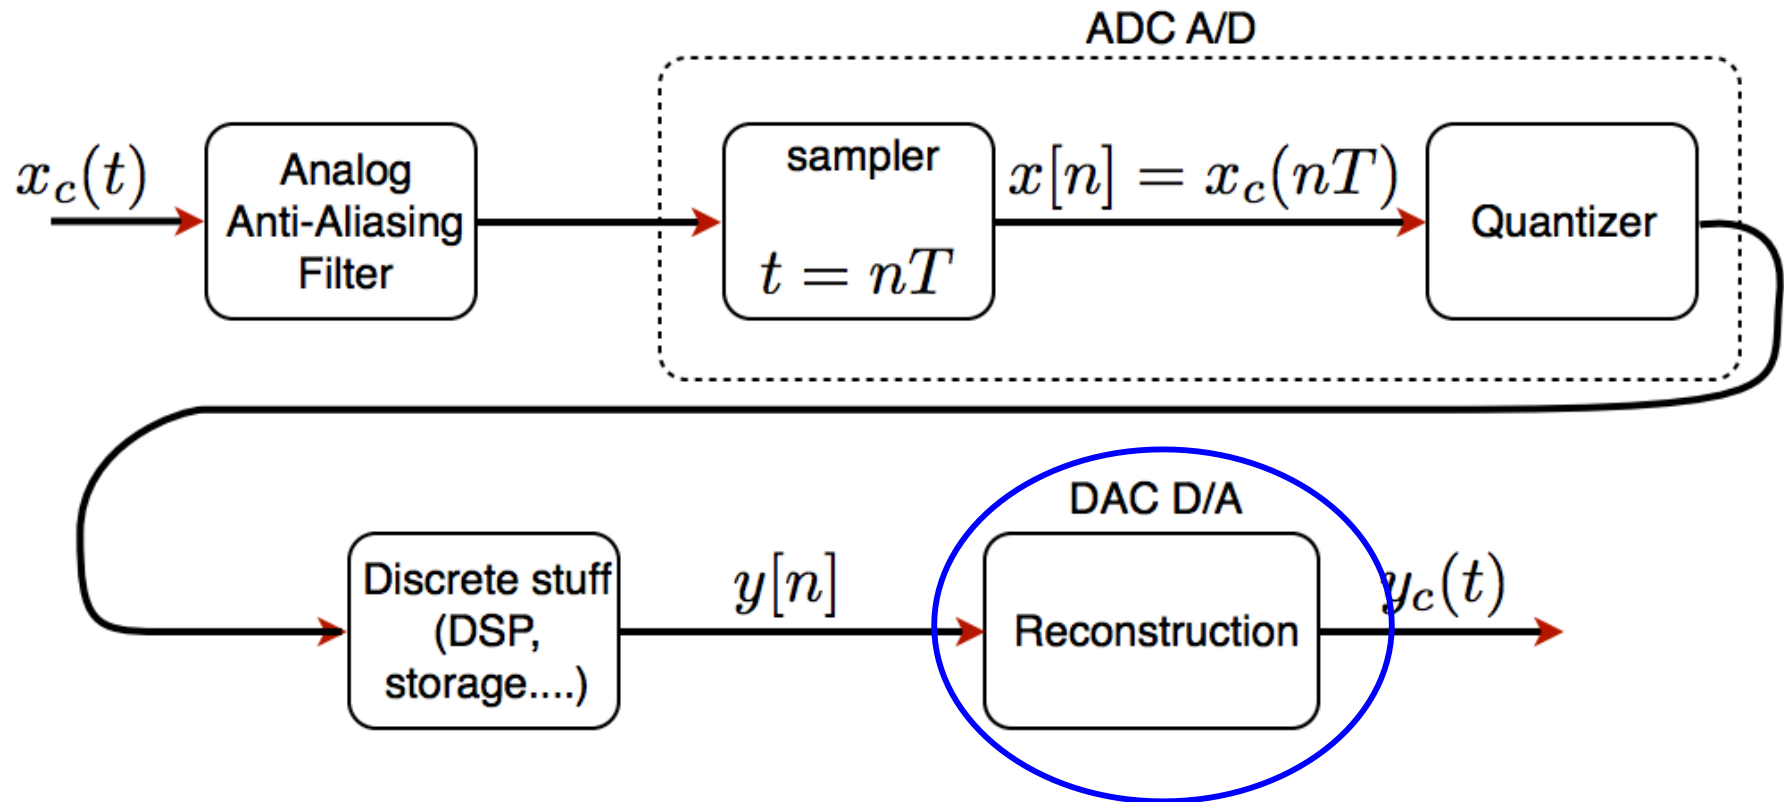 ADC A/D
x_c(t)
Analog
Anti-Aliasing
Filter
sampler
t = nT
x[n] = x_c(nT)
Quantizer
Discrete stuff
(DSP,
storage....)
y[n]
DAC D/A
Reconstruction
y_c(t)